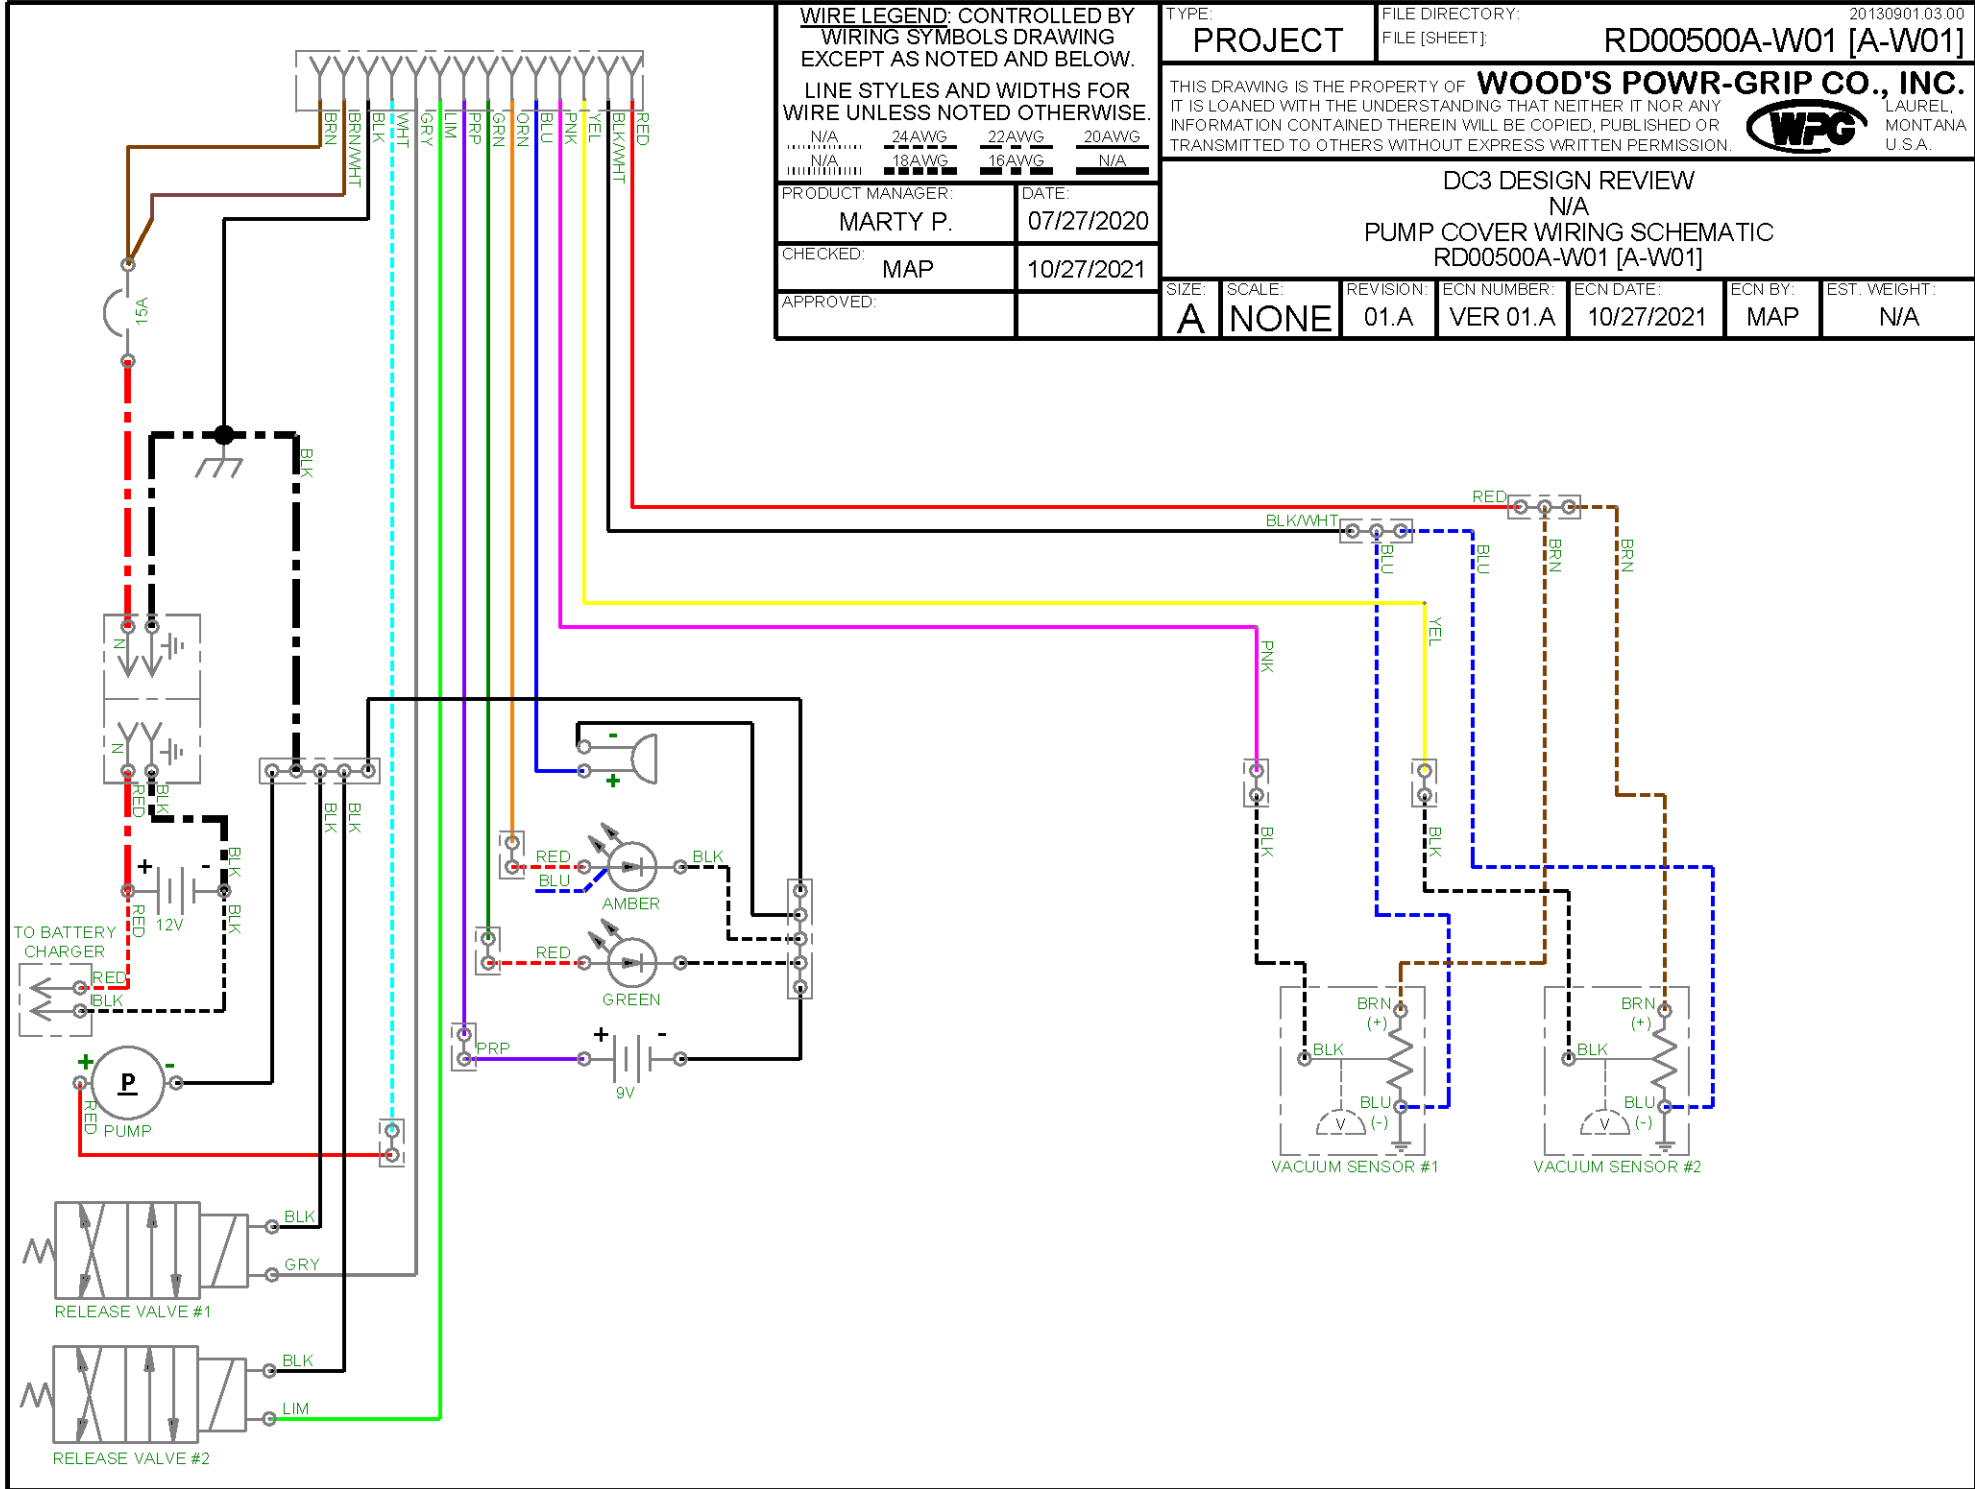 WIRE LEGEND: CONTROLLED BY
WIRING SYMBOLS DRAWING
EXCEPT AS NOTED AND BELOW.
LINE STYLES AND WIDTHS FOR
WIRE UNLESS NOTED OTHERWISE.
N/A 24AWG 22AWG 20AWG
N/A 18AWG 16AWG N/A
PRODUCT MANAGER:
MARTY P.
DATE:
07/27/2020
CHECKED:
MAP
10/27/2021
APPROVED:
TYPE:
PROJECT
FILE DIRECTORY:
20130901.03.00
FILE [SHEET]:
RD00500A-W01 [A-W01]
THIS DRAWING IS THE PROPERTY OF WOOD'S POWR-GRIP CO., INC.
IT IS LOANED WITH THE UNDERSTANDING THAT NEITHER IT NOR ANY
INFORMATION CONTAINED THEREIN WILL BE COPIED, PUBLISHED OR
TRANSMITTED TO OTHERS WITHOUT EXPRESS WRITTEN PERMISSION.
WPG
LAUREL,
MONTANA
U.S.A.
DC3 DESIGN REVIEW
N/A
PUMP COVER WIRING SCHEMATIC
RD00500A-W01 [A-W01]
SIZE:
A
SCALE:
NONE
REVISION:
01.A
ECN NUMBER:
VER 01.A
ECN DATE:
10/27/2021
ECN BY:
MAP
EST. WEIGHT:
N/A
BRN
BRN/WHT
BLK
WHT
GRY
LIM
PRP
GRN
ORN
BLU
PNK
YEL
BLK/WHT
RED
15A
BLK
RED
BLK/WHT
BLU
BLU
BRN
BRN
YEL
PNK
N
N
RED
BLK
BLK
BLK
-
+
+ -
BLK
12V
RED
BLK
TO BATTERY
CHARGER
RED
BLK
RED
BLU
BLK
AMBER
RED
GREEN
PRP
+ -
9V
BLK
BLK
+ -
P
RED
PUMP
BRN
(+)
BLK
BLU
(-)
V
VACUUM SENSOR #1
BRN
(+)
BLK
BLU
(-)
V
VACUUM SENSOR #2
BLK
GRY
RELEASE VALVE #1
BLK
LIM
RELEASE VALVE #2